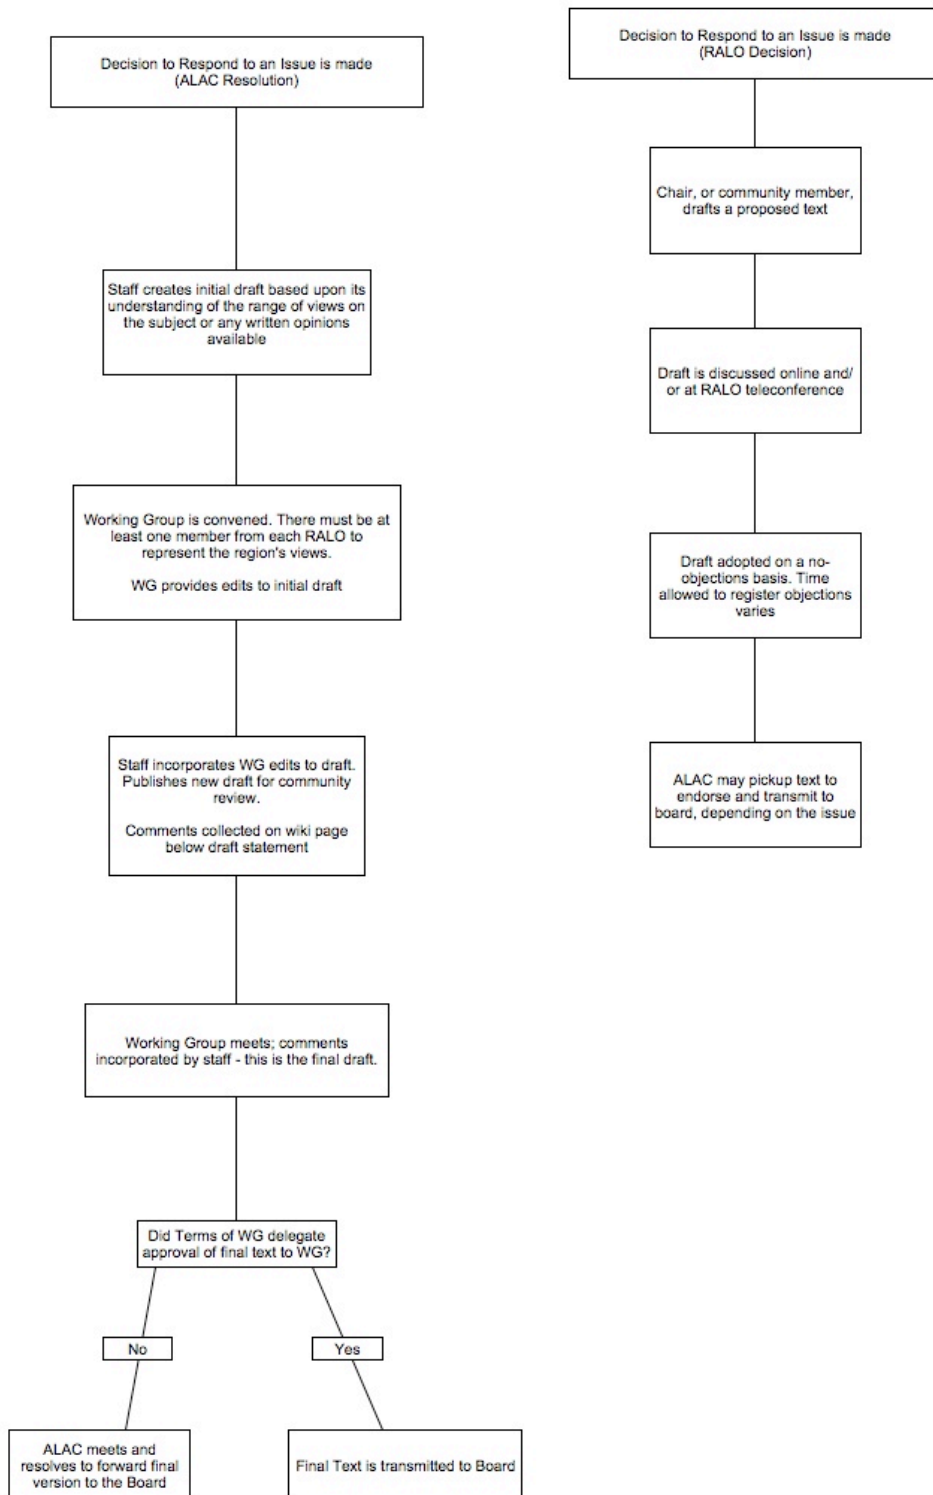 Decision to Respond to an Issue is made
(ALAC Resolution)
Staff creates initial draft based upon its
understanding of the range of views on
the subject or any written opinions
available
Working Group is convened. There must be at
least one member from each RALO to
represent the region's views.
WG provides edits to initial draft
Staff incorporates WG edits to draft.
Publishes new draft for community
review.
Comments collected on wiki page
below draft statement
Working Group meets; comments
incorporated by staff - this is the final draft.
Did Terms of WG delegate
approval of final text to WG?
No
Yes
ALAC meets and
resolves to forward final
version to the Board
Final Text is transmitted to Board
Decision to Respond to an Issue is made
(RALO Decision)
Chair, or community member,
drafts a proposed text
Draft is discussed online and/
or at RALO teleconference
Draft adopted on a no-
objections basis. Time
allowed to register objections
varies
ALAC may pickup text to
endorse and transmit to
board, depending on the issue